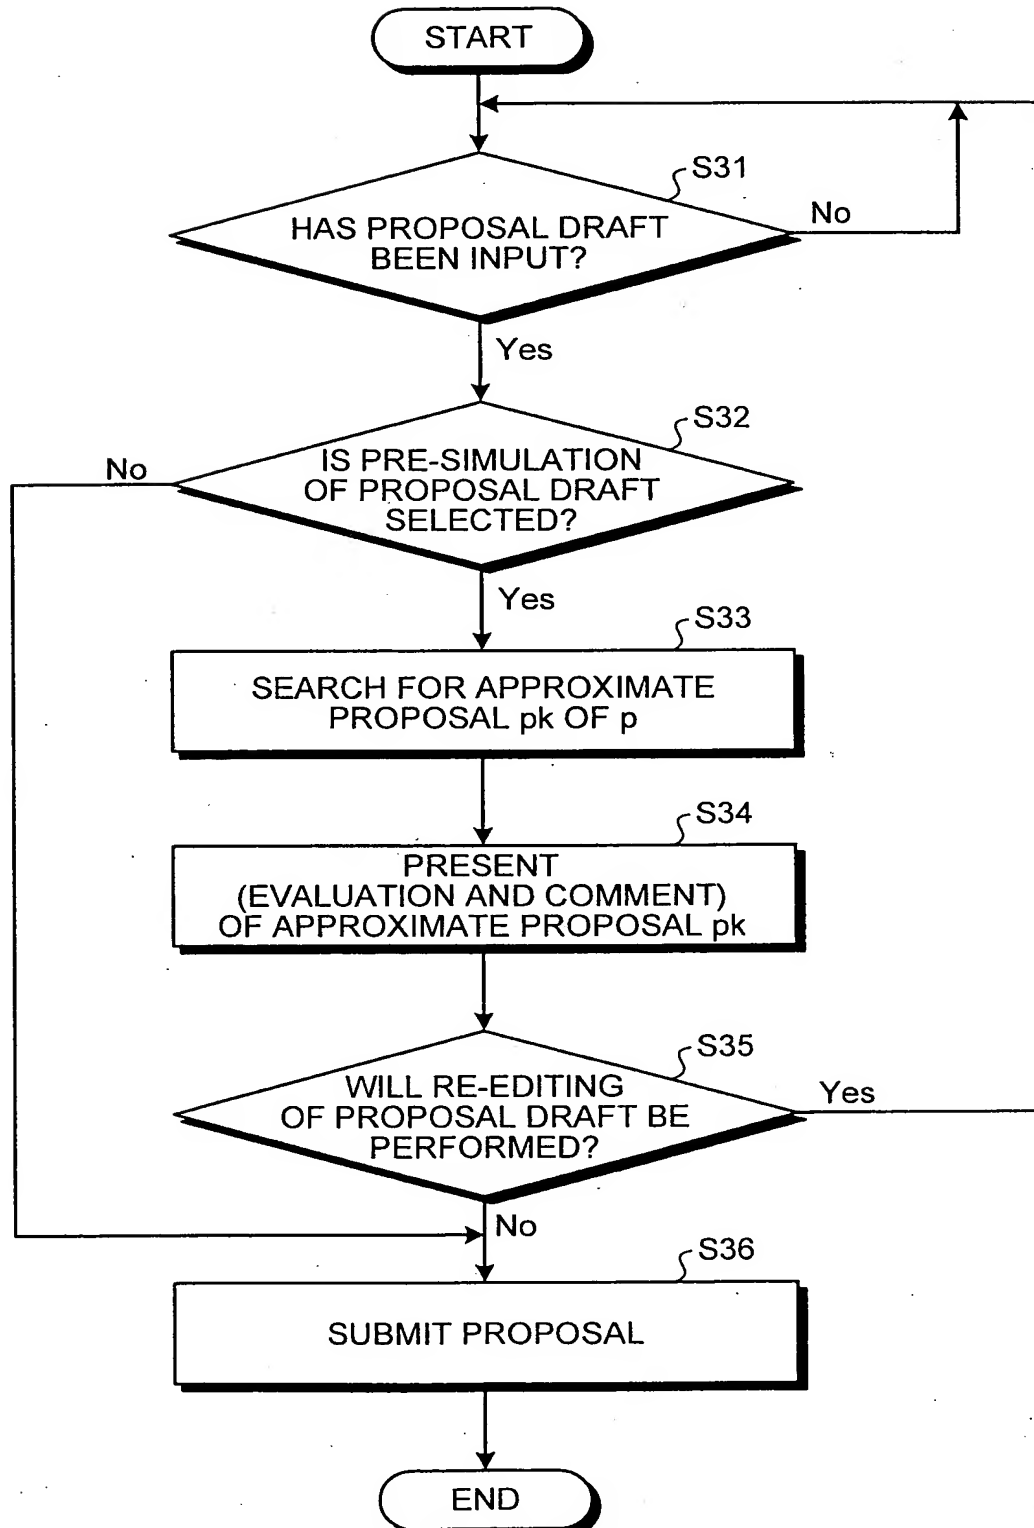 START
S31
HAS PROPOSAL DRAFT
BEEN INPUT?
No
Yes
S32
IS PRE-SIMULATION
OF PROPOSAL DRAFT
SELECTED?
No
Yes
S33
SEARCH FOR APPROXIMATE
PROPOSAL pk OF p
S34
PRESENT
(EVALUATION AND COMMENT)
OF APPROXIMATE PROPOSAL pk
S35
WILL RE-EDITING
OF PROPOSAL DRAFT BE
PERFORMED?
Yes
No
S36
SUBMIT PROPOSAL
END